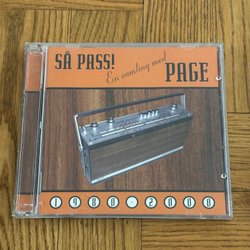 SÅ PASS!
En samling med
PAGE
1980-2000